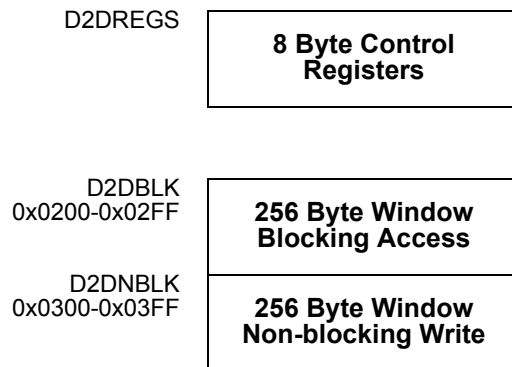 D2DREGS
8 Byte Control
Registers
D2DBLK
0x0200-0x02FF
256 Byte Window
Blocking Access
D2DNBLK
0x0300-0x03FF
256 Byte Window
Non-blocking Write